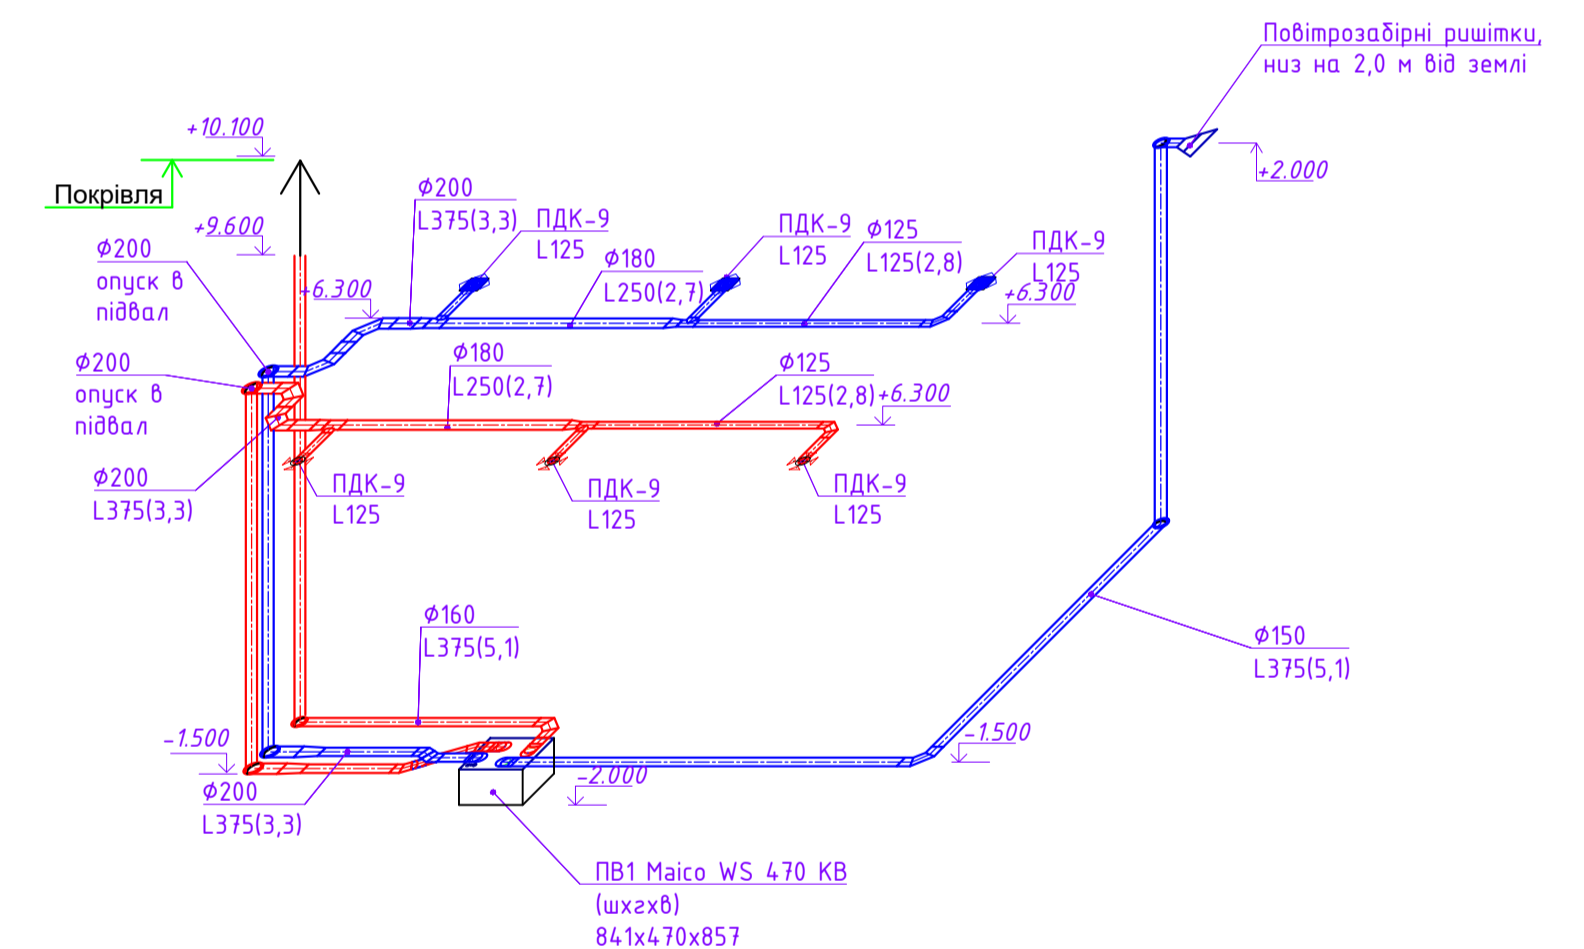 Повітрозабірні ришітки,
низ на 2,0 м від землі
+10.100
Покрівля
+9.600
+2.000
Ф200
L375(3,3)
ПДК-9
L125
ПДК-9
L125
Ф125
L125(2,8)
ПДК-9
L125
Ф200
опуск в
підвал
+6.300
Ф180
L250(2,7)
+6.300
Ф200
опуск в
підвал
Ф180
L250(2,7)
Ф125
L125(2,8)
+6.300
Ф200
L375(3,3)
ПДК-9
L125
ПДК-9
L125
ПДК-9
L125
Ф160
L375(5,1)
Ф150
L375(5,1)
-1.500
-1.500
-2.000
Ф200
L375(3,3)
ПВ1 Maico WS 470 КВ
(шхгхв)
841х470х857